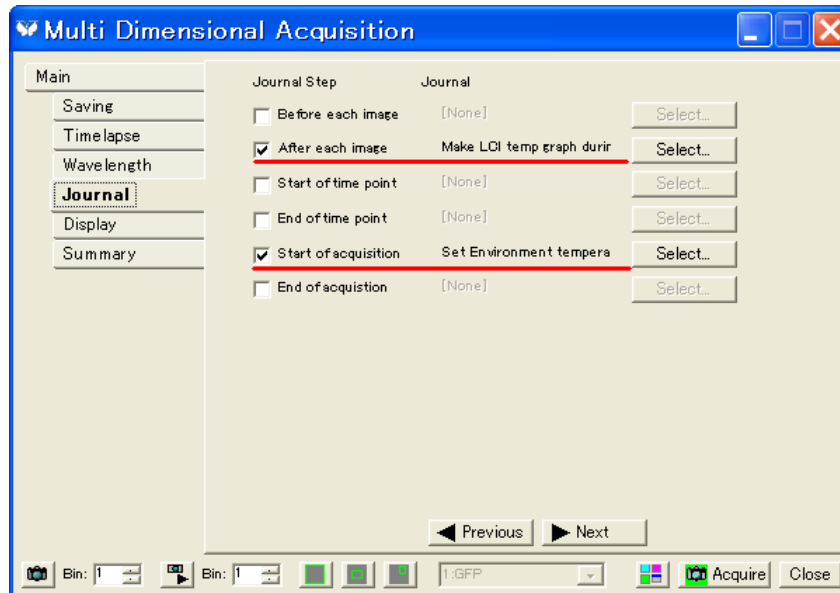 Multi Dimensional Acquisition
Main
Saving
Timelapse
Wavelength
Journal
Display
Summary
Journal Step Journal
Before each image [None] Select...
After each image Make LOI temp graph durir Select...
Start of time point [None] Select...
End of time point [None] Select...
Start of acquisition Set Environment tempera Select...
End of acquistion [None] Select...
Previous Next
Bin: 1 Bin: 1 1:GFP Acquire Close